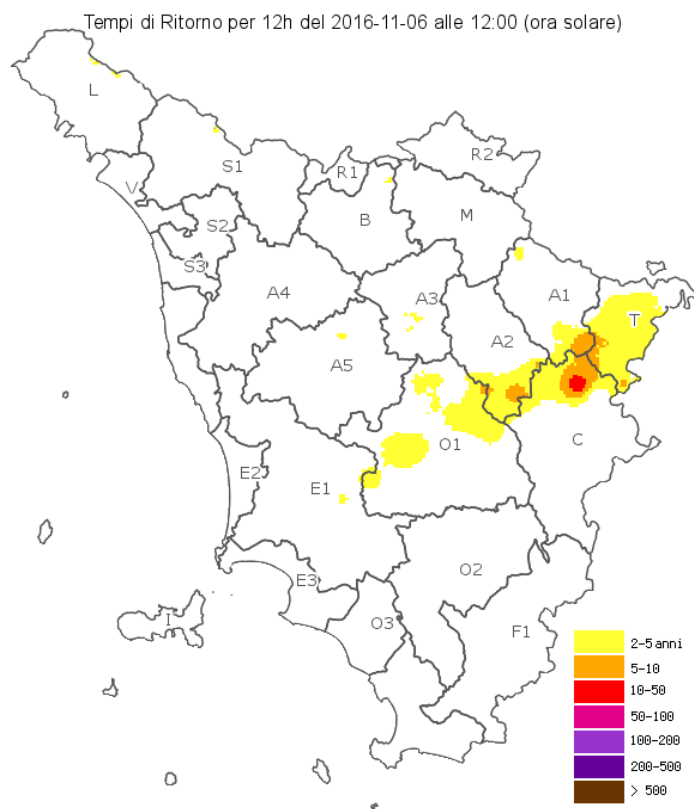 Tempi di Ritorno per 12h del 2016-11-06 alle 12:00 (ora solare)
L
R2
R1
S1
V
B
M
S2
S3
A4
A3
A1
T
A2
A5
O1
C
E2
E1
O2
E3
I
O3
F1
2-5anni
5-10
10-50
50-100
100-200
200-500
> 500